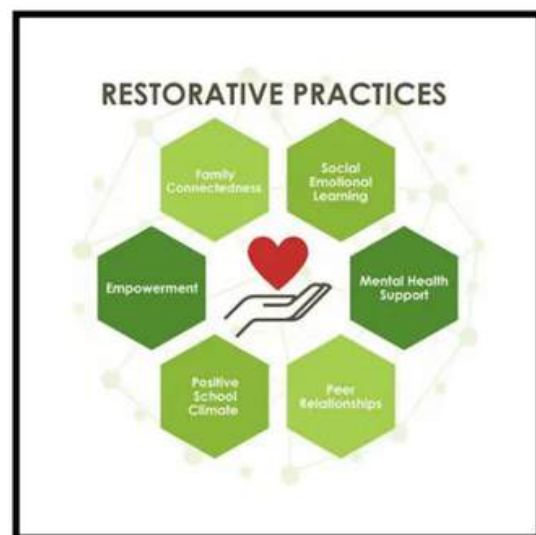 RESTORATIVE PRACTICES
Family
Connectedness
Social
Emotional
Learning
Empowerment
Mental Health
Support
Positive
School
Climate
Peer
Relationships